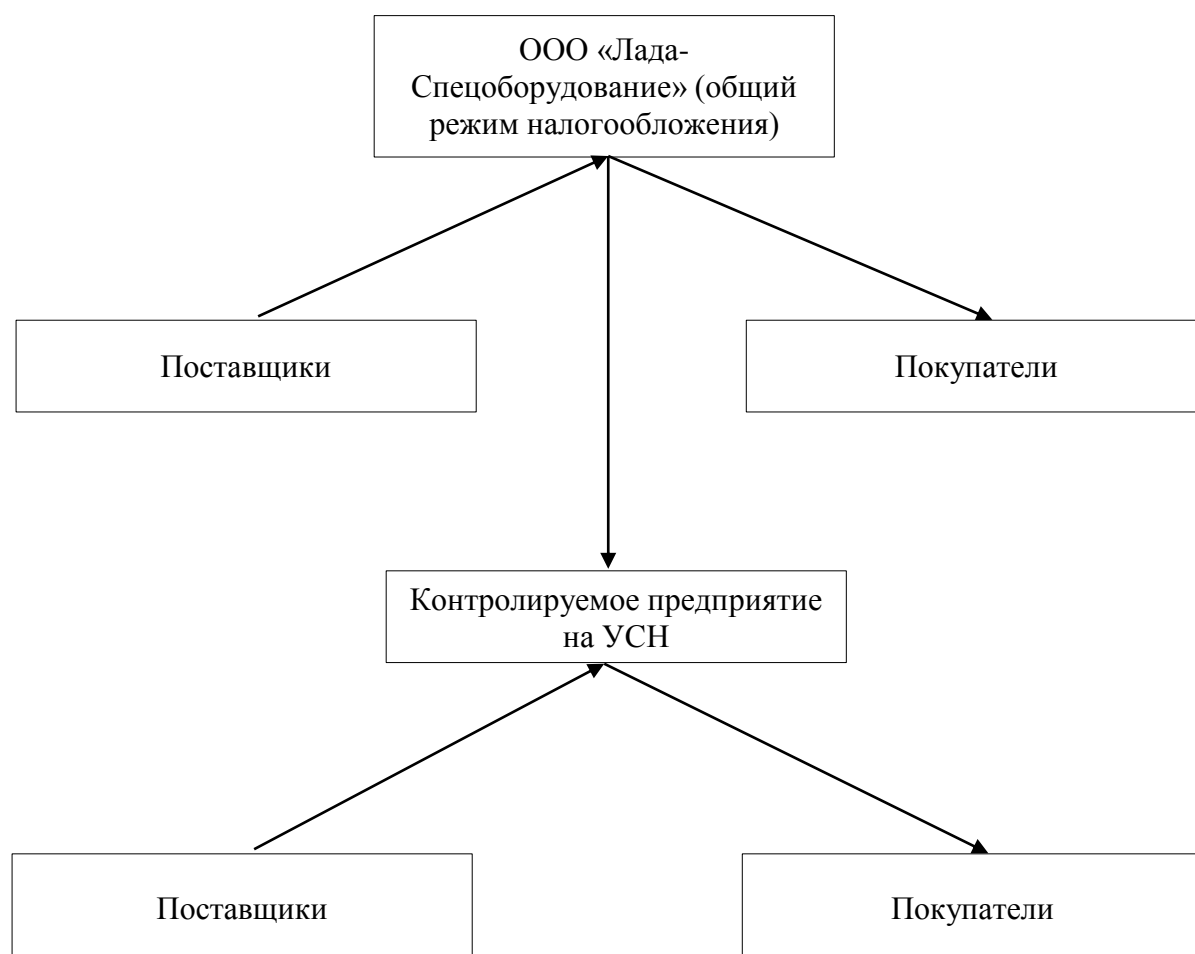 ООО «Лада-
Спецоборудование» (общий
режим налогообложения)
Поставщики
Покупатели
Контролируемое предприятие
на УСН
Поставщики
Покупатели